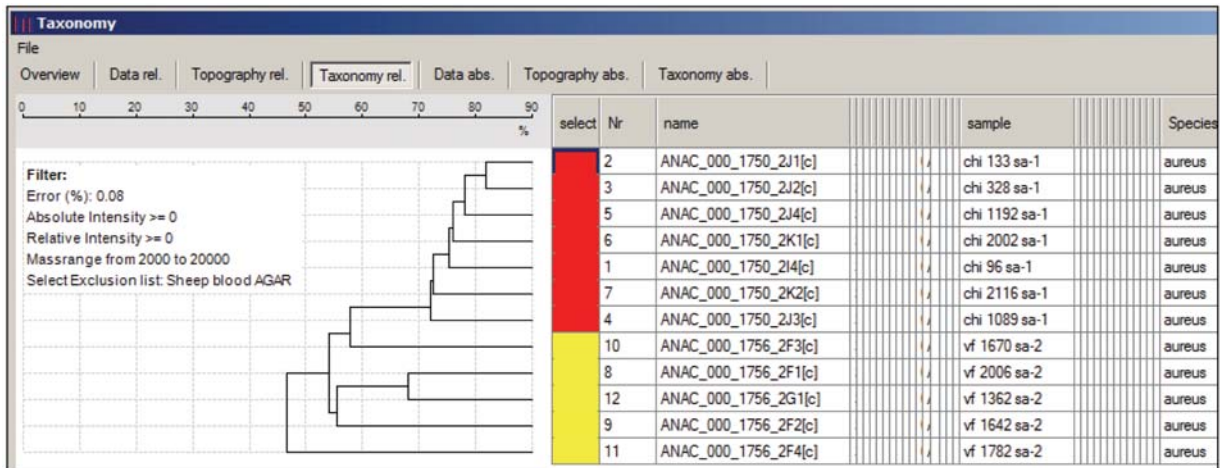 Taxonomy
File
Overview Data rel. Topography rel. Taxonomy rel. Data abs. Topography abs. Taxonomy abs.
0 10 20 30 40 50 60 70 80 90
%
select Nr name sample Species
Filter:
Error (%): 0.08
Absolute Intensity >= 0
Relative Intensity >= 0
Massrange from 2000 to 20000
Select Exclusion list: Sheep blood AGAR
2 ANAC_000_1750_2J1[c] chi 133 sa-1 aureus
3 ANAC_000_1750_2J2[c] chi 328 sa-1 aureus
5 ANAC_000_1750_2J4[c] chi 1192 sa-1 aureus
6 ANAC_000_1750_2K1[c] chi 2002 sa-1 aureus
1 ANAC_000_1750_2I4[c] chi 96 sa-1 aureus
7 ANAC_000_1750_2K2[c] chi 2116 sa-1 aureus
4 ANAC_000_1750_2J3[c] chi 1089 sa-1 aureus
10 ANAC_000_1756_2F3[c] vf 1670 sa-2 aureus
8 ANAC_000_1756_2F1[c] vf 2006 sa-2 aureus
12 ANAC_000_1756_2G1[c] vf 1362 sa-2 aureus
9 ANAC_000_1756_2F2[c] vf 1642 sa-2 aureus
11 ANAC_000_1756_2F4[c] vf 1782 sa-2 aureus